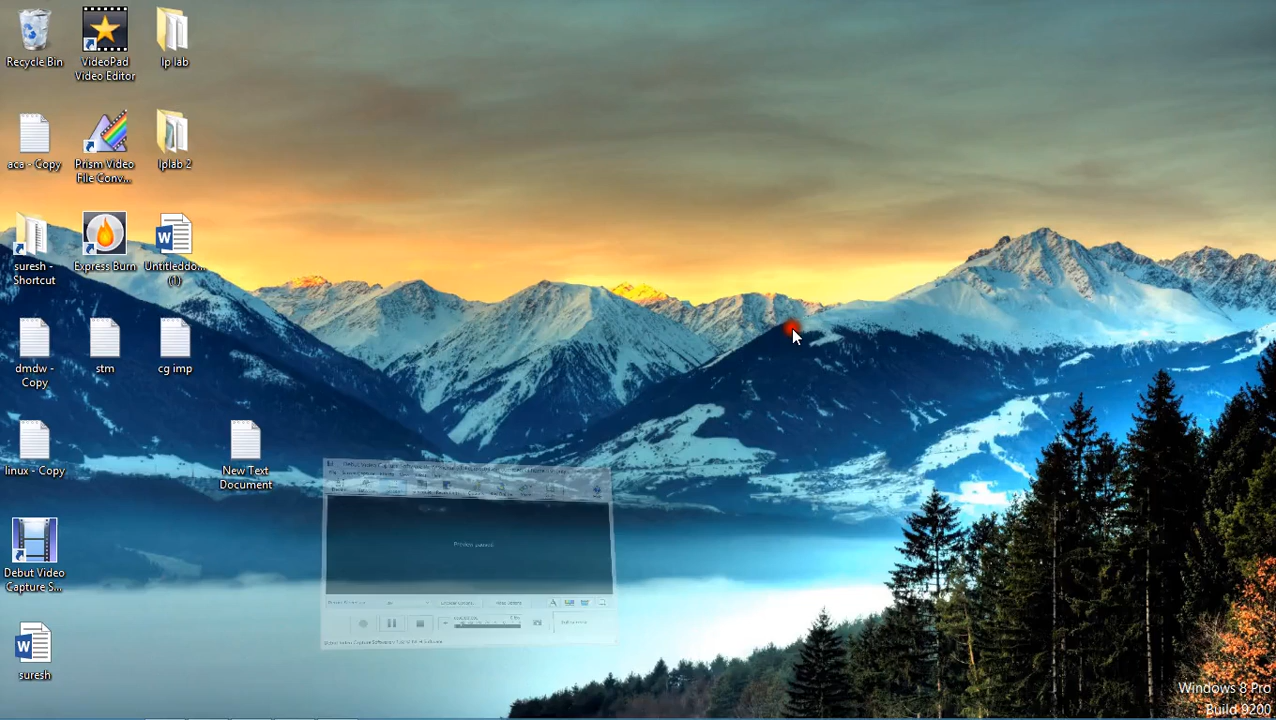 Recycle Bin
VideoPad
Video Editor
lp lab
aca - Copy
Prism Video
File Conv...
lplab 2
suresh -
Shortcut
Express Burn
Untitleddo...
(1)
dmdw -
Copy
stm
cg imp
linux - Copy
New Text
Document
Preview paused
Debut Video
Capture S...
suresh
Windows 8 Pro
Build 9200